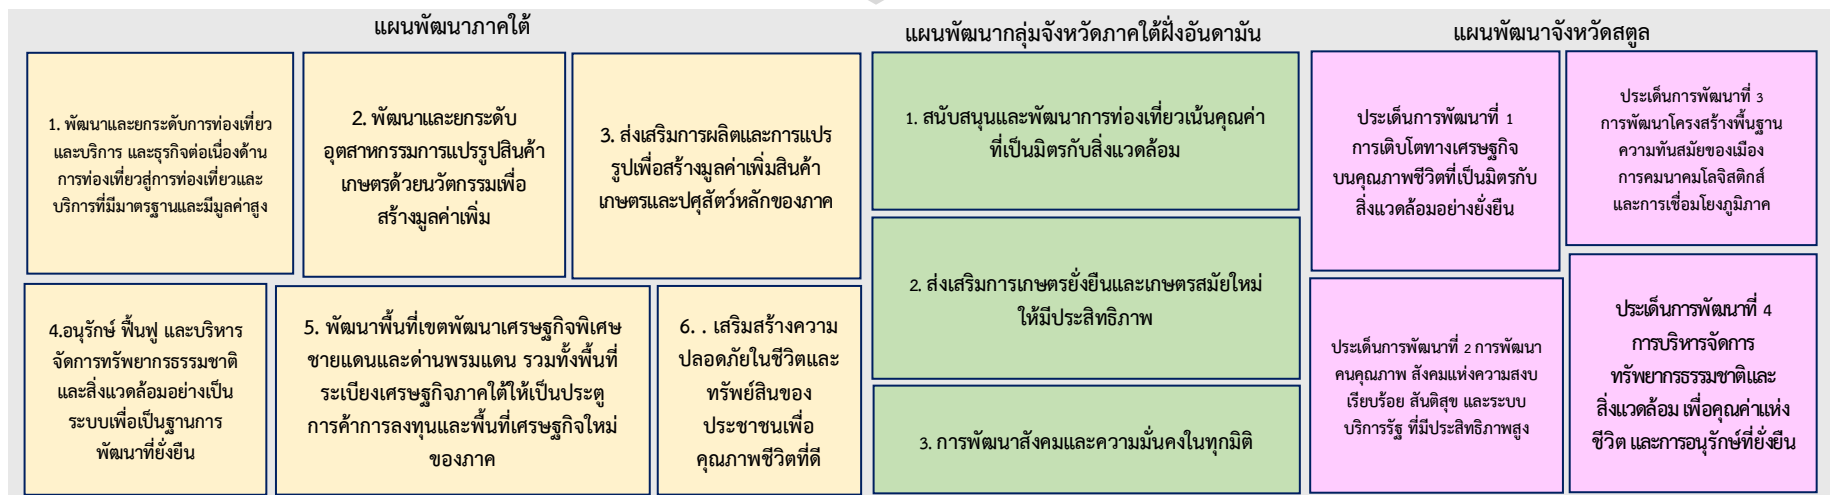 แผนพัฒนาภาคใต้
1. พัฒนาและยกระดับการท่องเที่ยว
และบริการ และธุรกิจต่อเนื่องด้าน
การท่องเที่ยวสู่การท่องเที่ยวและ
บริการที่มีมาตรฐานและมีมูลค่าสูง
2. พัฒนาและยกระดับ
อุตสาหกรรมการแปรรูปสินค้า
เกษตรด้วยนวัตกรรมเพื่อ
สร้างมูลค่าเพิ่ม
3. ส่งเสริมการผลิตและการแปร
รูปเพื่อสร้างมูลค่าเพิ่มสินค้า
เกษตรและปศุสัตว์หลักของภาค
4.อนุรักษ์ ฟื้นฟู และบริหาร
จัดการทรัพยากรธรรมชาติ
และสิ่งแวดล้อมอย่างเป็น
ระบบเพื่อเป็นฐานการ
พัฒนาที่ยั่งยืน
5. พัฒนาพื้นที่เขตพัฒนาเศรษฐกิจพิเศษ
ชายแดนและด่านพรมแดน รวมทั้งพื้นที่
ระเบียงเศรษฐกิจภาคใต้ให้เป็นประตู
การค้าการลงทุนและพื้นที่เศรษฐกิจใหม่
ของภาค
6. . เสริมสร้างความ
ปลอดภัยในชีวิตและ
ทรัพย์สินของ
ประชาชนเพื่อ
คุณภาพชีวิตที่ดี
แผนพัฒนากลุ่มจังหวัดภาคใต้ฝั่งอันดามัน
1. สนับสนุนและพัฒนาการท่องเที่ยวเน้นคุณค่า
ที่เป็นมิตรกับสิ่งแวดล้อม
2. ส่งเสริมการเกษตรยั่งยืนและเกษตรสมัยใหม่
ให้มีประสิทธิภาพ
3. การพัฒนาสังคมและความมั่นคงในทุกมิติ
แผนพัฒนาจังหวัดสตูล
ประเด็นการพัฒนาที่ 1
การเติบโตทางเศรษฐกิจ
บนคุณภาพชีวิตที่เป็นมิตรกับ
สิ่งแวดล้อมอย่างยั่งยืน
ประเด็นการพัฒนาที่ 3
การพัฒนาโครงสร้างพื้นฐาน
ความทันสมัยของเมือง
การคมนาคมโลจิสติกส์
และการเชื่อมโยงภูมิภาค
ประเด็นการพัฒนาที่ 2 การพัฒนา
คนคุณภาพ สังคมแห่งความสงบ
เรียบร้อย สันติสุข และระบบ
บริการรัฐ ที่มีประสิทธิภาพสูง
ประเด็นการพัฒนาที่ 4
การบริหารจัดการ
ทรัพยากรธรรมชาติและ
สิ่งแวดล้อม เพื่อคุณค่าแห่ง
ชีวิต และการอนุรักษ์ที่ยั่งยืน